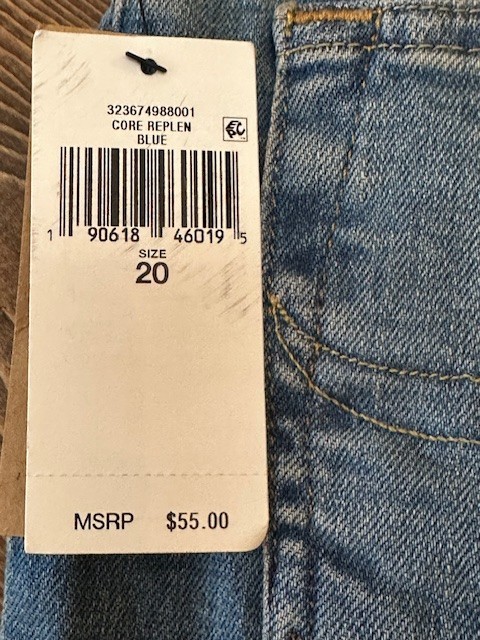 323674988001
CORE REPLEN
BLUE
1 90618 46019 5
SIZE
20
MSRP $55.00